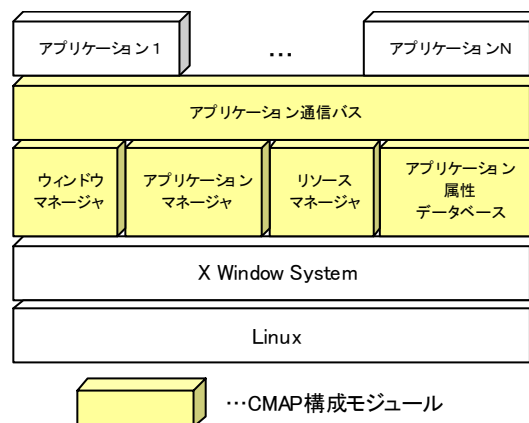 アプリケーション1
…
アプリケーションN
アプリケーション通信バス
ウィンドウ
マネージャ
アプリケーション
マネージャ
リソース
マネージャ
アプリケーション
属性
データベース
X Window System
Linux
…CMAP構成モジュール